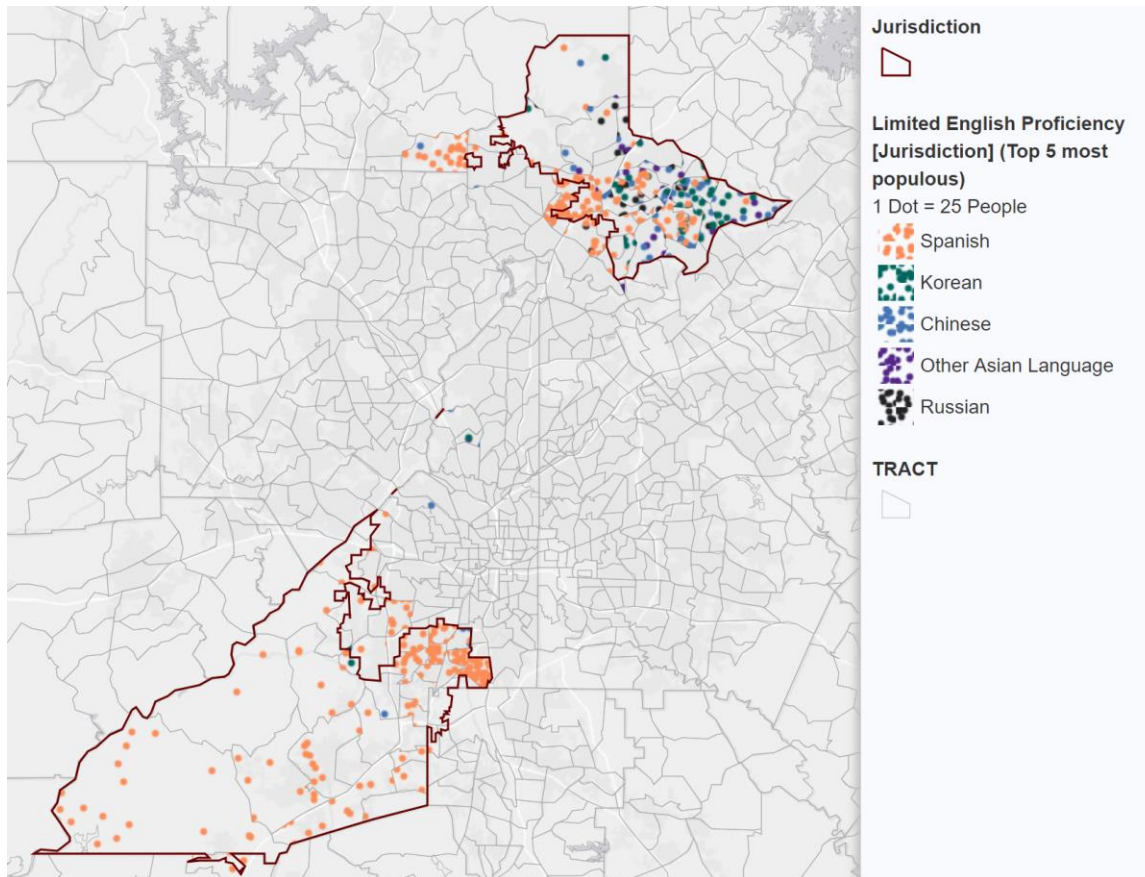 Jurisdiction
Limited English Proficiency
[Jurisdiction] (Top 5 most
populous)
1 Dot = 25 People
Spanish
Korean
Chinese
Other Asian Language
Russian
TRACT